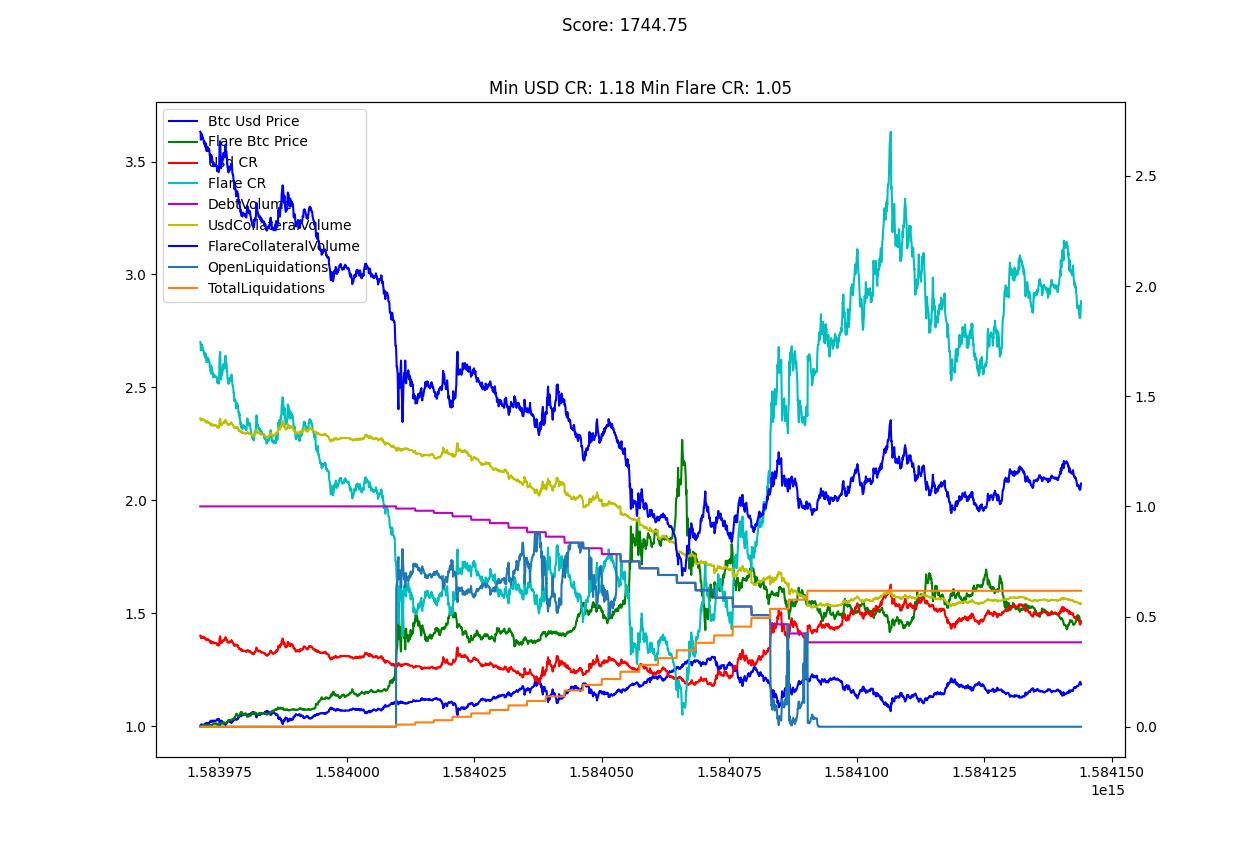 Score: 1744.75
Min USD CR: 1.18 Min Flare CR: 1.05
Btc Usd Price
Flare Btc Price
Usd CR
Flare CR
DebtVolume
UsdCollateralVolume
FlareCollateralVolume
OpenLiquidations
TotalLiquidations
3.5
3.0
2.5
2.0
1.5
1.0
2.5
2.0
1.5
1.0
0.5
0.0
1.583975
1.584000
1.584025
1.584050
1.584075
1.584100
1.584125
1.584150
1e15